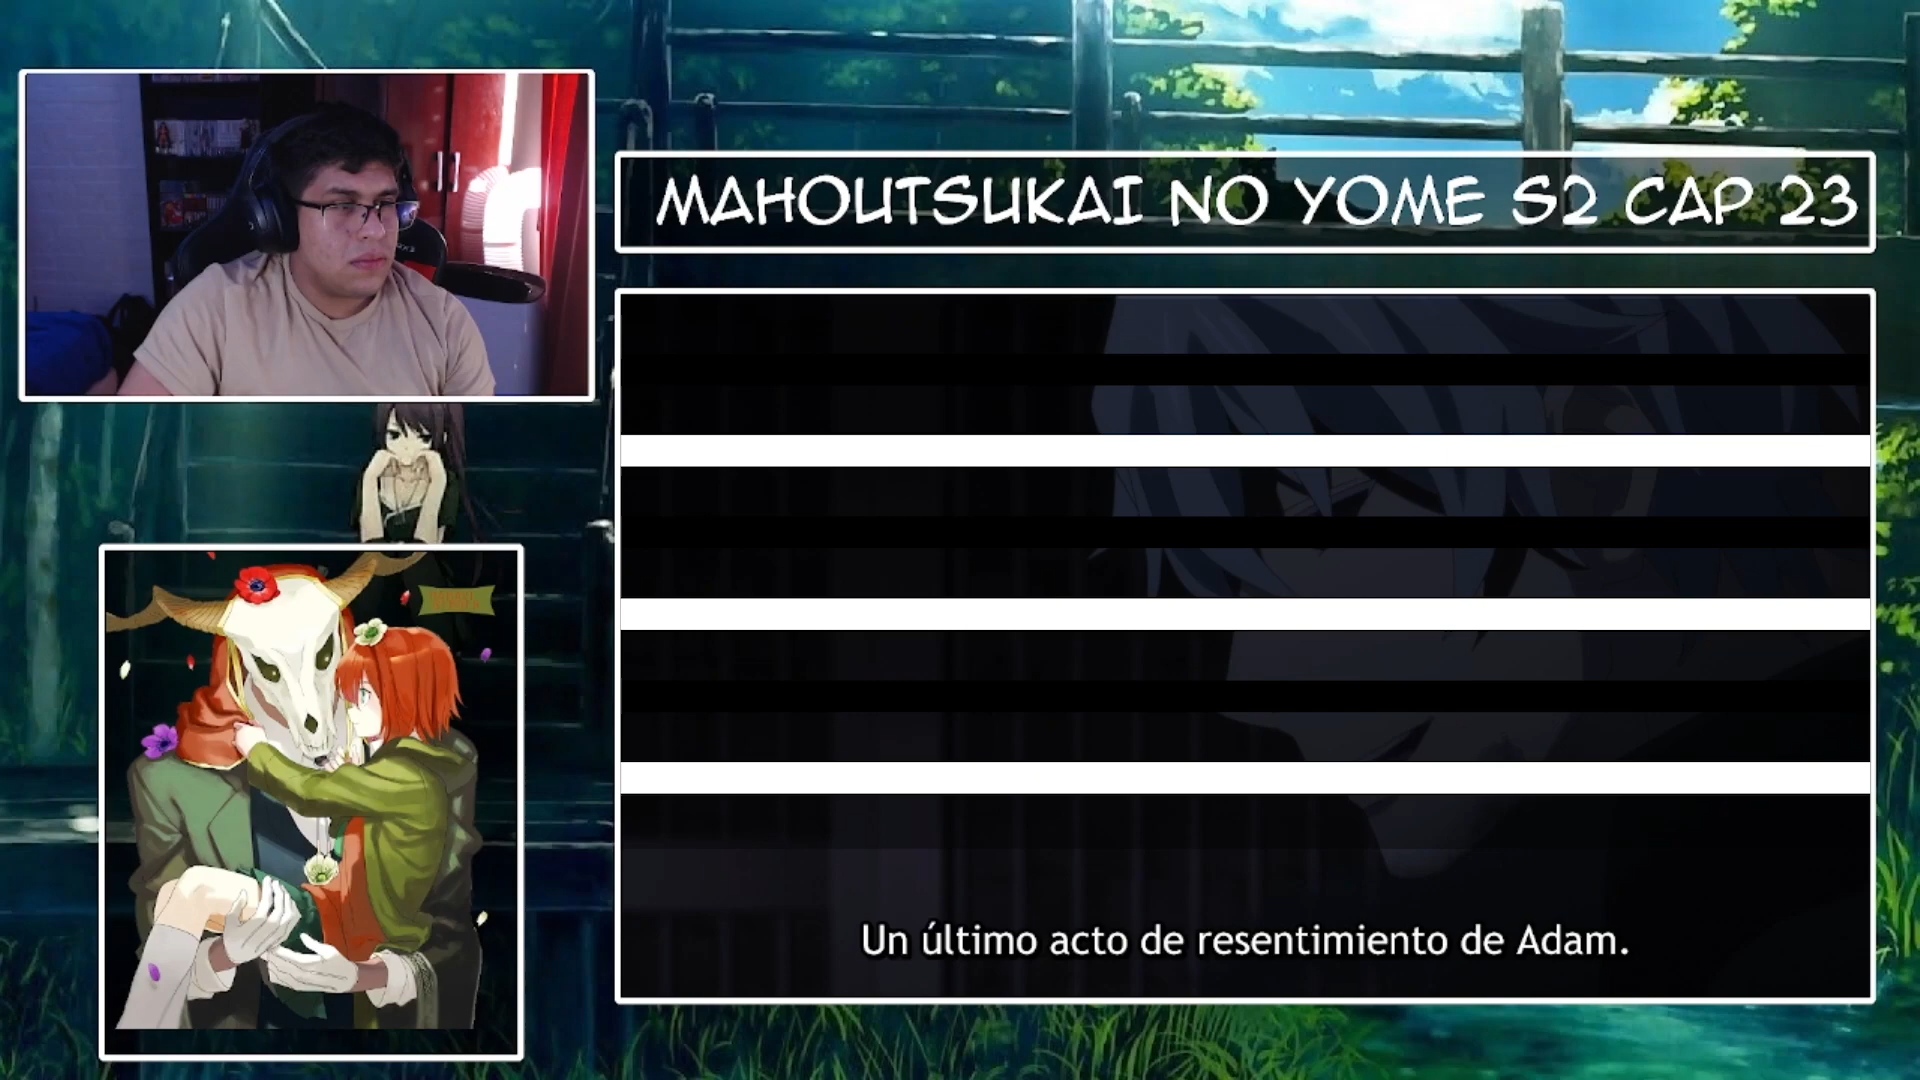 MAHOUTSUKAI NO YOME S2 CAP 23
Un último acto de resentimiento de Adam.